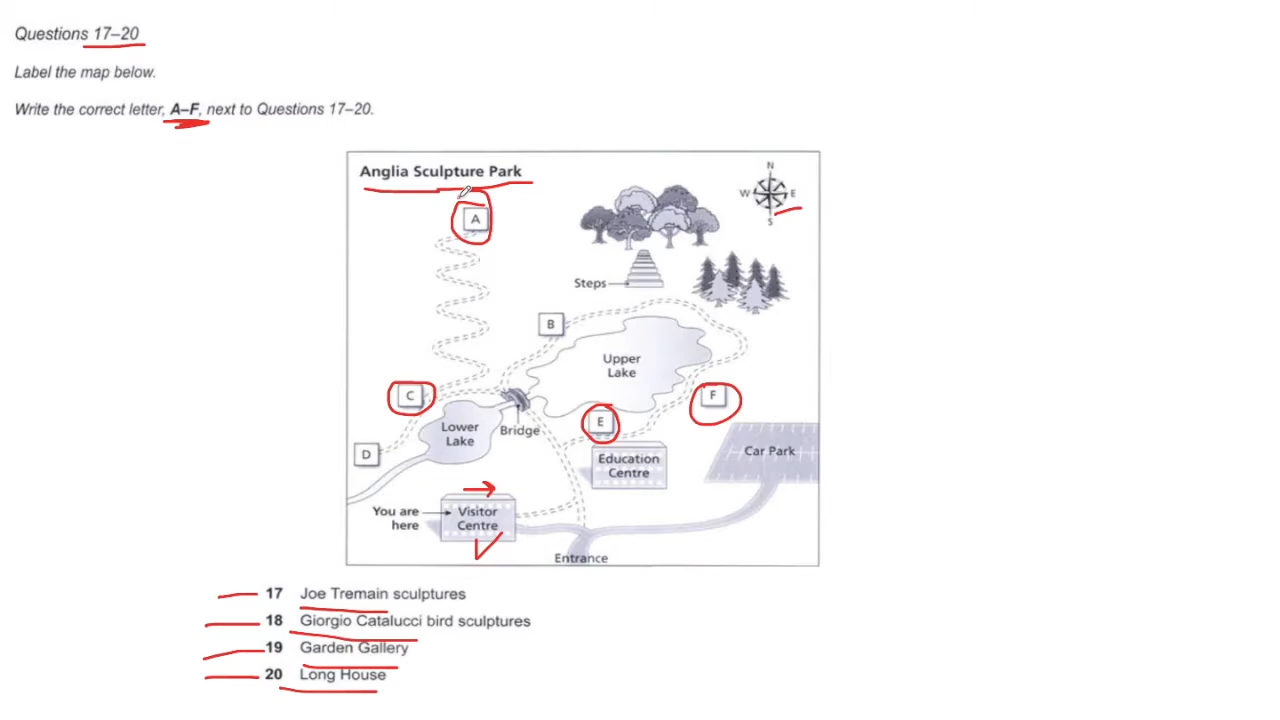 Questions 17–20
Label the map below.
Write the correct letter, A–F, next to Questions 17–20.
Anglia Sculpture Park
N
W E
S
A
Steps
B
Upper
Lake
C
F
Lower
Lake
Bridge
E
D
Education
Centre
Car Park
You are
here
Visitor
Centre
Entrance
17 Joe Tremain sculptures
18 Giorgio Catalucci bird sculptures
19 Garden Gallery
20 Long House